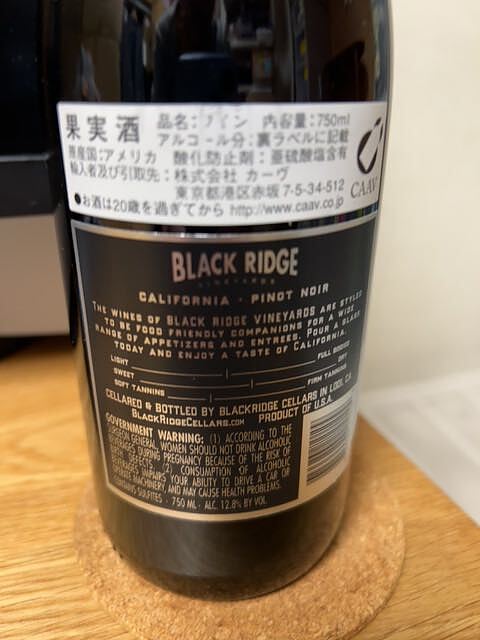 果実酒 品名:ワイン 内容量:750ml
アルコール分:裏ラベルに記載
原産国:アメリカ 酸化防止剤:亜硫酸塩含有
輸入者及び引取先:株式会社 カーヴ
東京都港区赤坂7-5-34-512
●お酒は20歳を過ぎてから http://www.caav.co.jp
CAAV
BLACK RIDGE
VINEYARDS
CALIFORNIA · PINOT NOIR
THE WINES OF BLACK RIDGE VINEYARDS ARE STYLED
TO BE FOOD FRIENDLY COMPANIONS FOR A WIDE
RANGE OF APPETIZERS AND ENTREES. POUR A GLASS
TODAY AND ENJOY A TASTE OF CALIFORNIA.
LIGHT FULL BODIED
SWEET DRY
SOFT TANNINS FIRM TANNINS
CELLARED & BOTTLED BY BLACKRIDGE CELLARS IN LODI, CA
BLACKRIDGECELLARS.COM PRODUCT OF U.S.A.
GOVERNMENT WARNING: (1) ACCORDING TO THE
SURGEON GENERAL, WOMEN SHOULD NOT DRINK ALCOHOLIC
BEVERAGES DURING PREGNANCY BECAUSE OF THE RISK OF
BIRTH DEFECTS. (2) CONSUMPTION OF ALCOHOLIC
BEVERAGES IMPAIRS YOUR ABILITY TO DRIVE A CAR OR
OPERATE MACHINERY, AND MAY CAUSE HEALTH PROBLEMS.
CONTAINS SULFITES · 750 ML · ALC. 12.8% BY VOL.